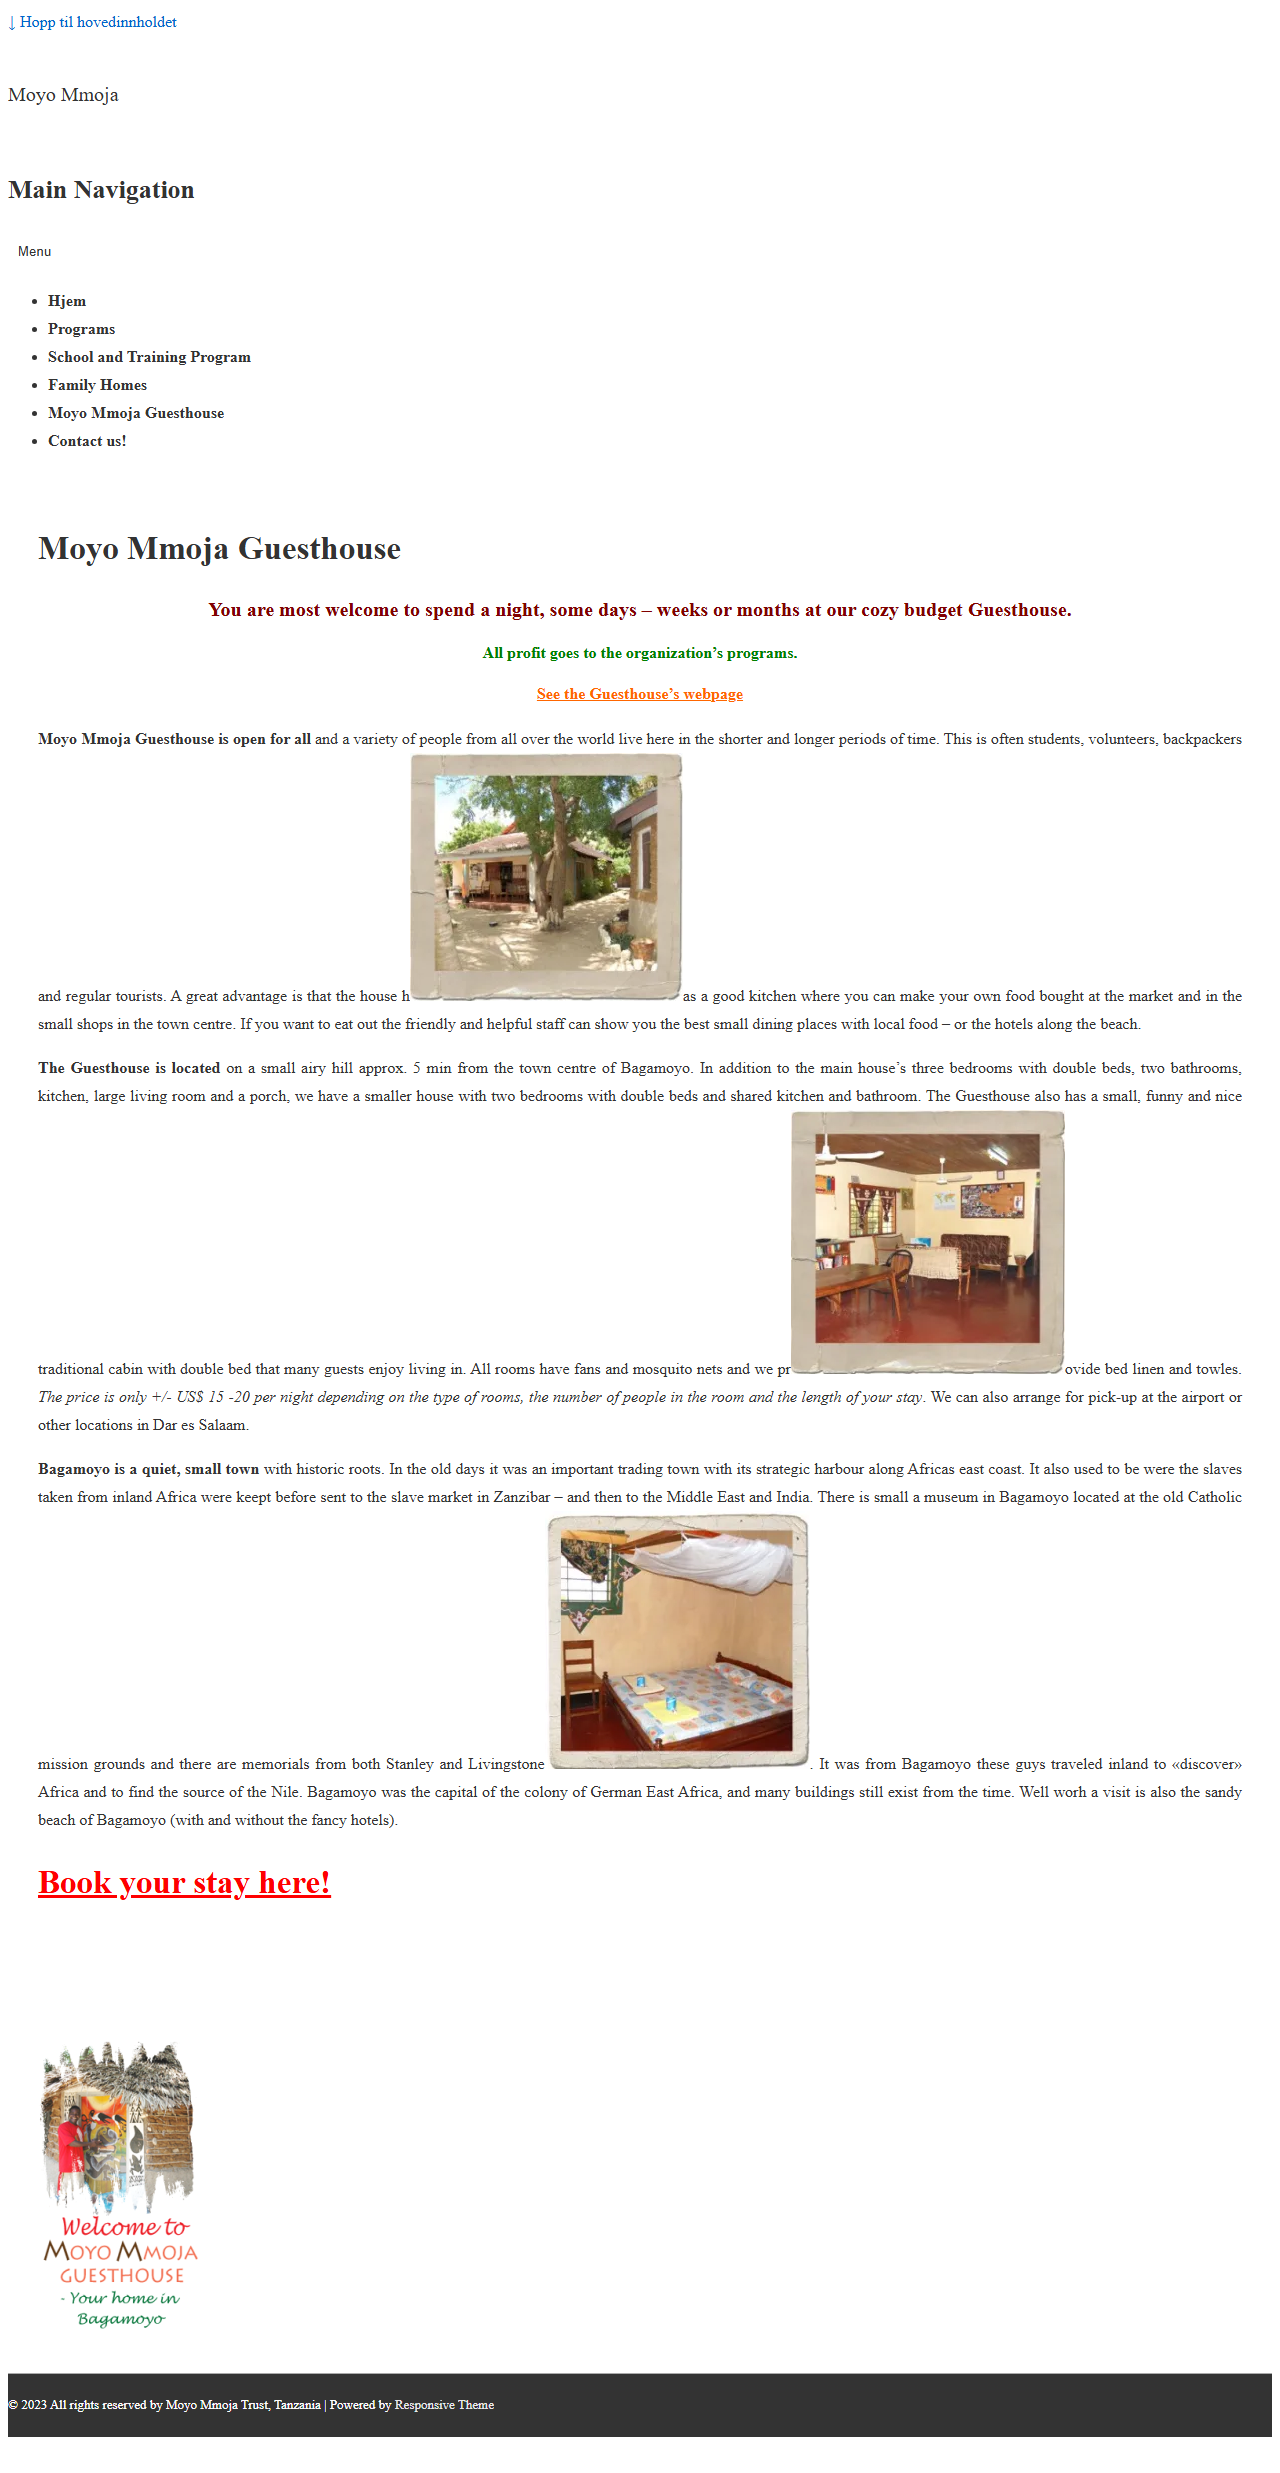 ↓ Hopp til hovedinnholdet
Moyo Mmoja
Main Navigation
Menu
Hjem
Programs
School and Training Program
Family Homes
Moyo Mmoja Guesthouse
Contact us!
Moyo Mmoja Guesthouse
You are most welcome to spend a night, some days – weeks or months at our cozy budget Guesthouse.
All profit goes to the organization’s programs.
See the Guesthouse’s webpage
Moyo Mmoja Guesthouse is open for all and a variety of people from all over the world live here in the shorter and longer periods of time. This is often students, volunteers, backpackers
and regular tourists. A great advantage is that the house has a good kitchen where you can make your own food bought at the market and in the
small shops in the town centre. If you want to eat out the friendly and helpful staff can show you the best small dining places with local food – or the hotels along the beach.
The Guesthouse is located on a small airy hill approx. 5 min from the town centre of Bagamoyo. In addition to the main house’s three bedrooms with double beds, two bathrooms,
kitchen, large living room and a porch, we have a smaller house with two bedrooms with double beds and shared kitchen and bathroom. The Guesthouse also has a small, funny and nice
traditional cabin with double bed that many guests enjoy living in. All rooms have fans and mosquito nets and we provide bed linen and towles.
The price is only +/- US$ 15 -20 per night depending on the type of rooms, the number of people in the room and the length of your stay. We can also arrange for pick-up at the airport or
other locations in Dar es Salaam.
Bagamoyo is a quiet, small town with historic roots. In the old days it was an important trading town with its strategic harbour along Africas east coast. It also used to be were the slaves
taken from inland Africa were keept before sent to the slave market in Zanzibar – and then to the Middle East and India. There is small a museum in Bagamoyo located at the old Catholic
mission grounds and there are memorials from both Stanley and Livingstone. It was from Bagamoyo these guys traveled inland to «discover»
Africa and to find the source of the Nile. Bagamoyo was the capital of the colony of German East Africa, and many buildings still exist from the time. Well worh a visit is also the sandy
beach of Bagamoyo (with and without the fancy hotels).
Book your stay here!
Welcome to
MOYO MMOJA
GUESTHOUSE
- Your home in
Bagamoyo
© 2023 All rights reserved by Moyo Mmoja Trust, Tanzania | Powered by Responsive Theme